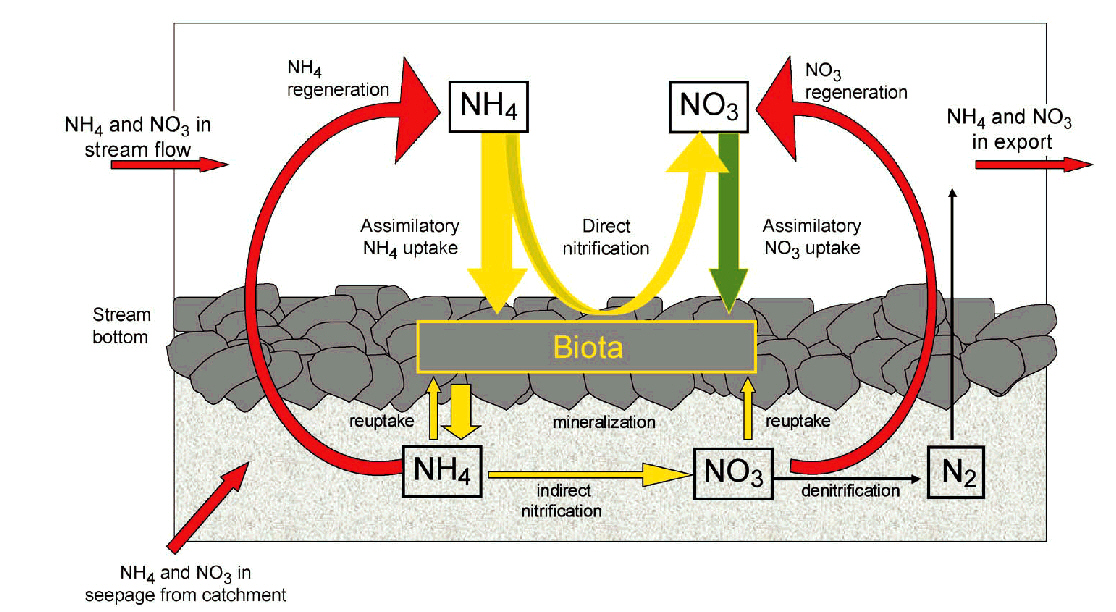 NH4
regeneration
NH4
NO3
NO3
regeneration
NH4 and NO3 in
stream flow
NH4 and NO3
in export
Assimilatory
NH4 uptake
Direct
nitrification
Assimilatory
NO3 uptake
Stream
bottom
Biota
reuptake
mineralization
reuptake
NH4
NO3
N2
indirect
nitrification
denitrification
NH4 and NO3 in
seepage from catchment